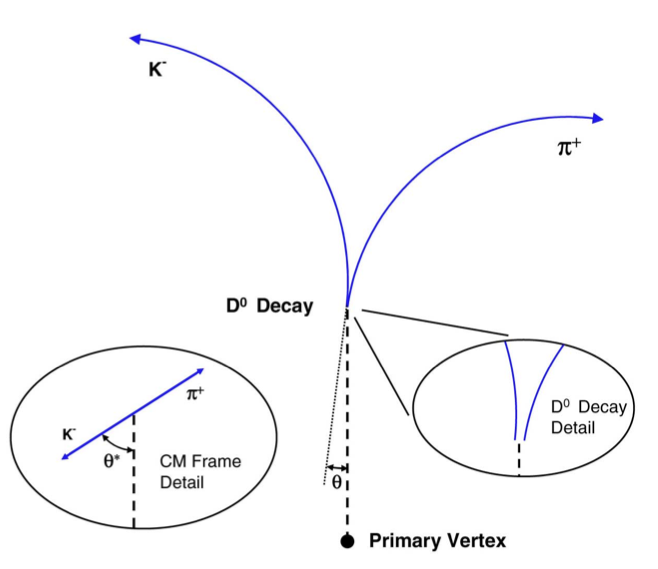 K⁻
π⁺
D⁰ Decay
π⁺
K⁻
θ*
CM Frame
Detail
D⁰ Decay
Detail
θ
Primary Vertex